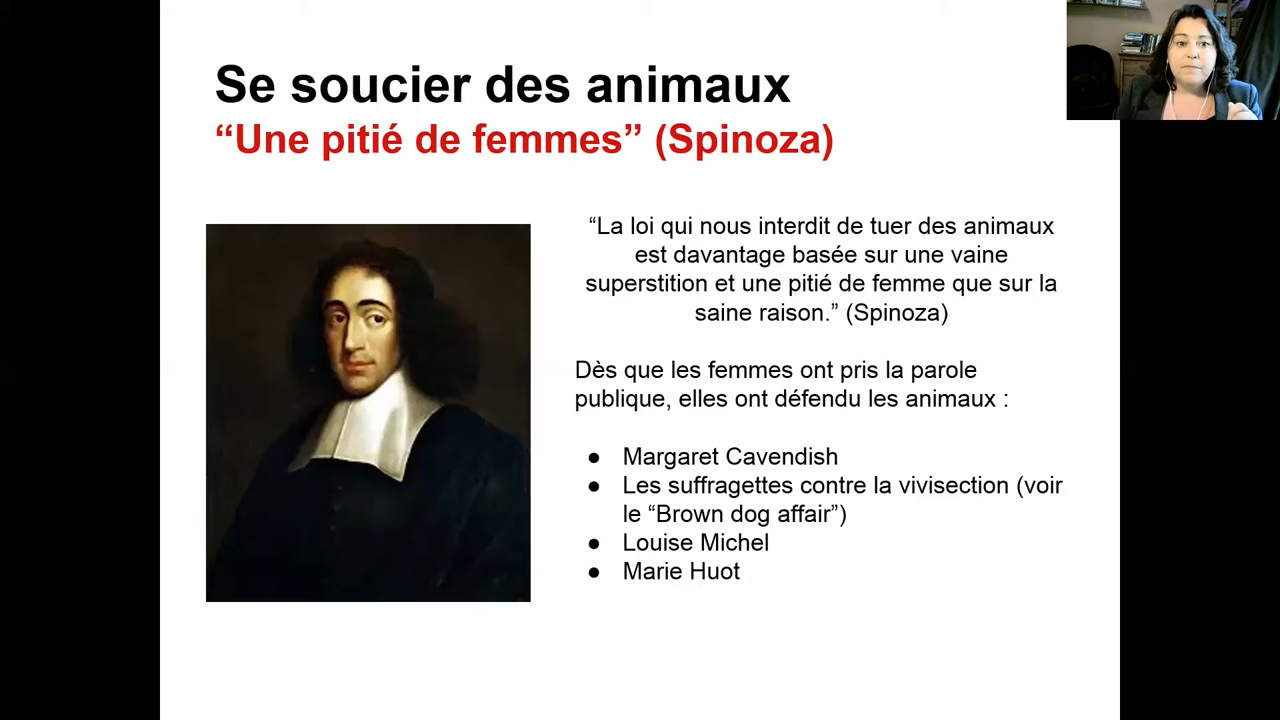 Se soucier des animaux
“Une pitié de femmes” (Spinoza)
“La loi qui nous interdit de tuer des animaux
est davantage basée sur une vaine
superstition et une pitié de femme que sur la
saine raison.” (Spinoza)
Dès que les femmes ont pris la parole
publique, elles ont défendu les animaux :
● Margaret Cavendish
● Les suffragettes contre la vivisection (voir
le “Brown dog affair”)
● Louise Michel
● Marie Huot